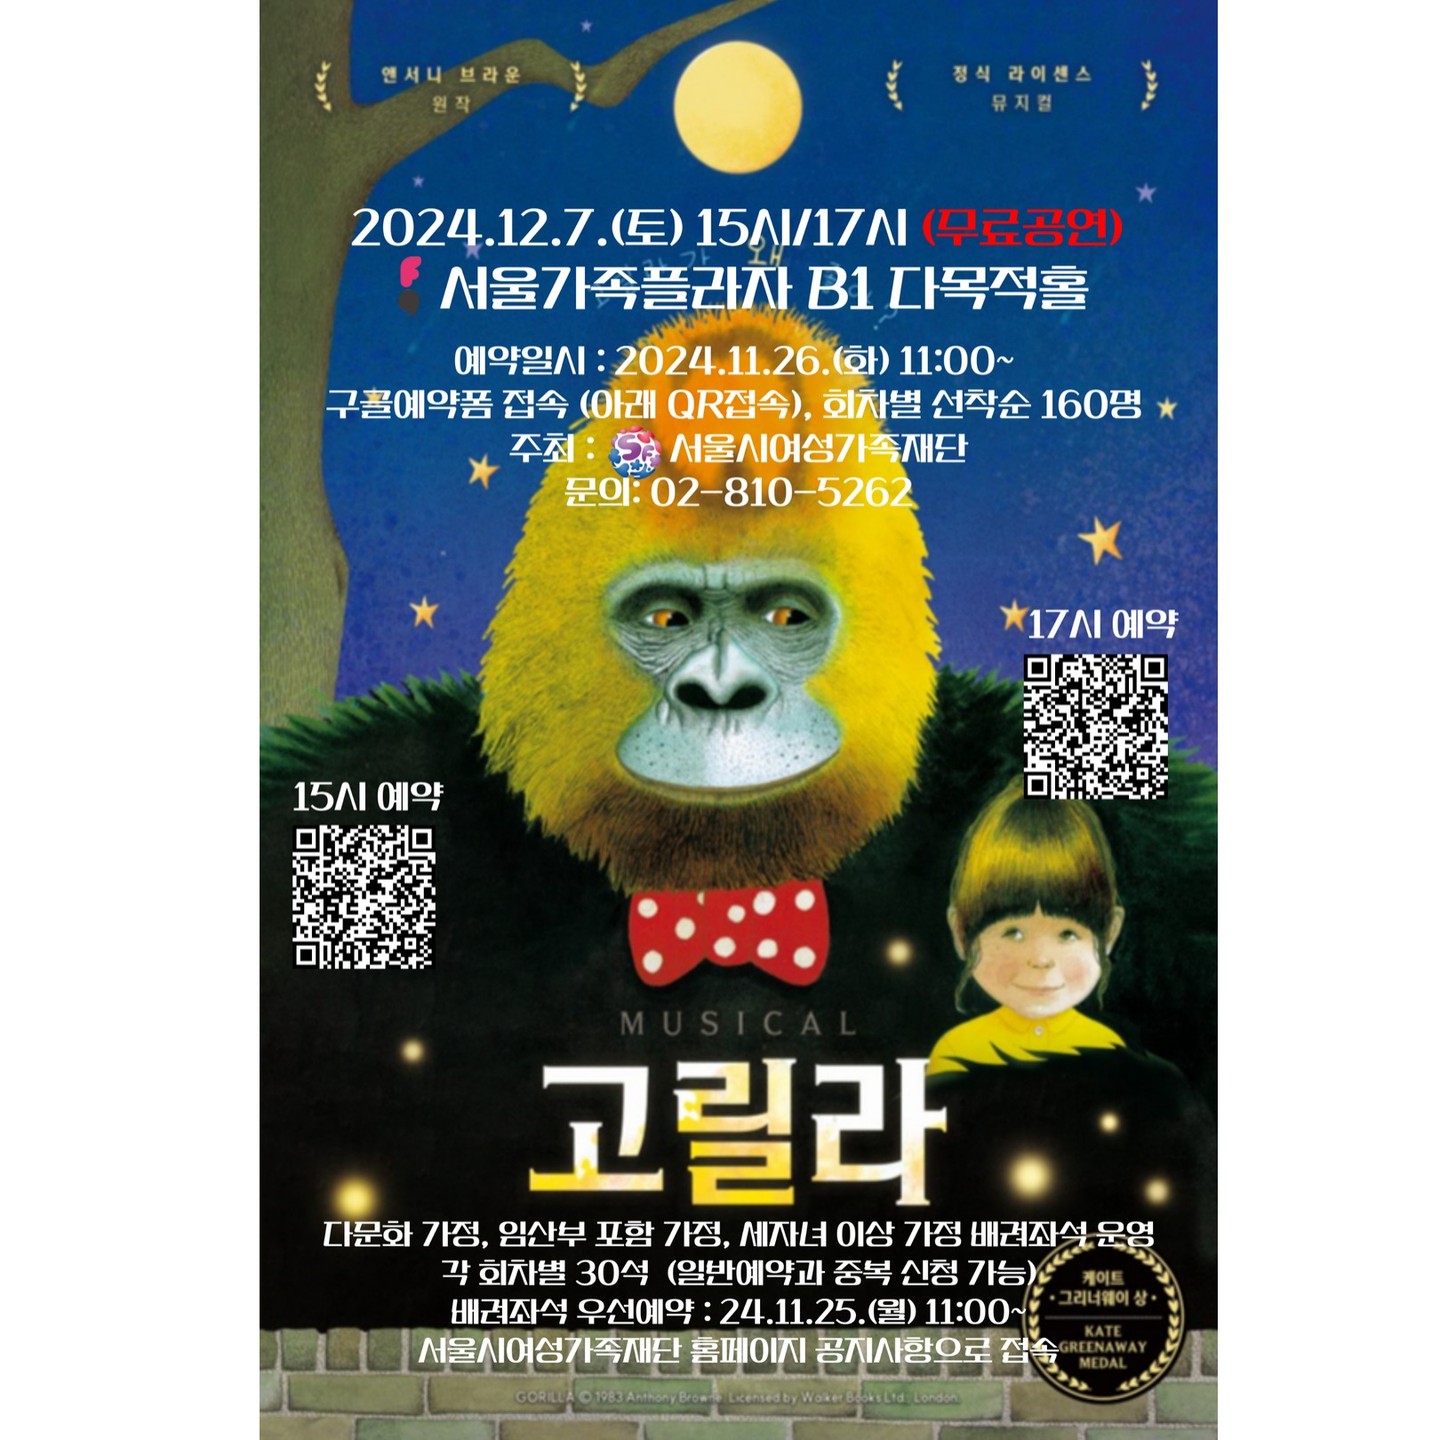 앤서니 브라운
원작
정식 라이센스
뮤지컬
2024.12.7.(토) 15시/17시 (무료공연)
서울가족플라자 B1 다목적홀
왜
예약일시 : 2024.11.26.(화) 11:00~
구글예약폼 접속 (아래 QR접속), 회차별 선착순 160명
주최 : SF 서울시여성가족재단
문의: 02-810-5262
17시 예약
15시 예약
MUSICAL
고릴라
다문화 가정, 임산부 포함 가정, 세자녀 이상 가정 배려좌석 운영
각 회차별 30석 (일반예약과 중복 신청 가능)
배려좌석 우선예약 : 24.11.25.(월) 11:00~
서울시여성가족재단 홈페이지 공지사항으로 접속
케이트
·그리너웨이 상·
KATE
GREENAWAY
MEDAL
GORILLA © 1983 Anthony Browne. Licensed by Walker Books Ltd., London.